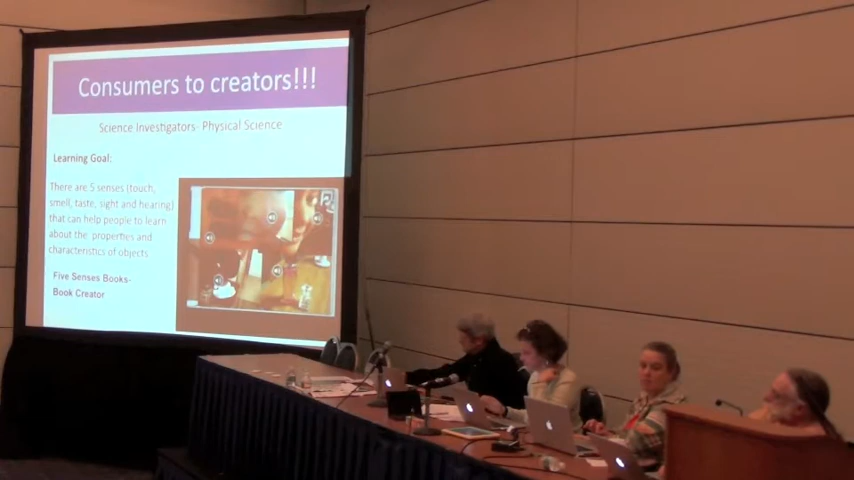 Consumers to creators!!!
Science Investigators- Physical Science
Learning Goal:
There are 5 senses (touch,
smell, taste, sight and hearing)
that can help people to learn
about the properties and
characteristics of objects
Five Senses Books-
Book Creator